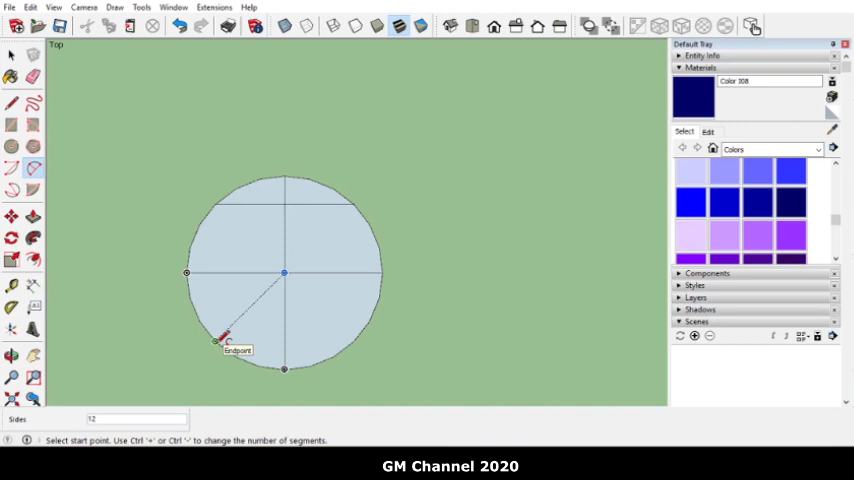 File Edit View Camera Draw Tools Window Extensions Help
Top
Default Tray
Entity Info
Materials
Color I08
Select Edit
Colors
Endpoint
Components
Styles
Layers
Shadows
Scenes
Sides 12
Select start point. Use Ctrl '+' or Ctrl '-' to change the number of segments.
GM Channel 2020